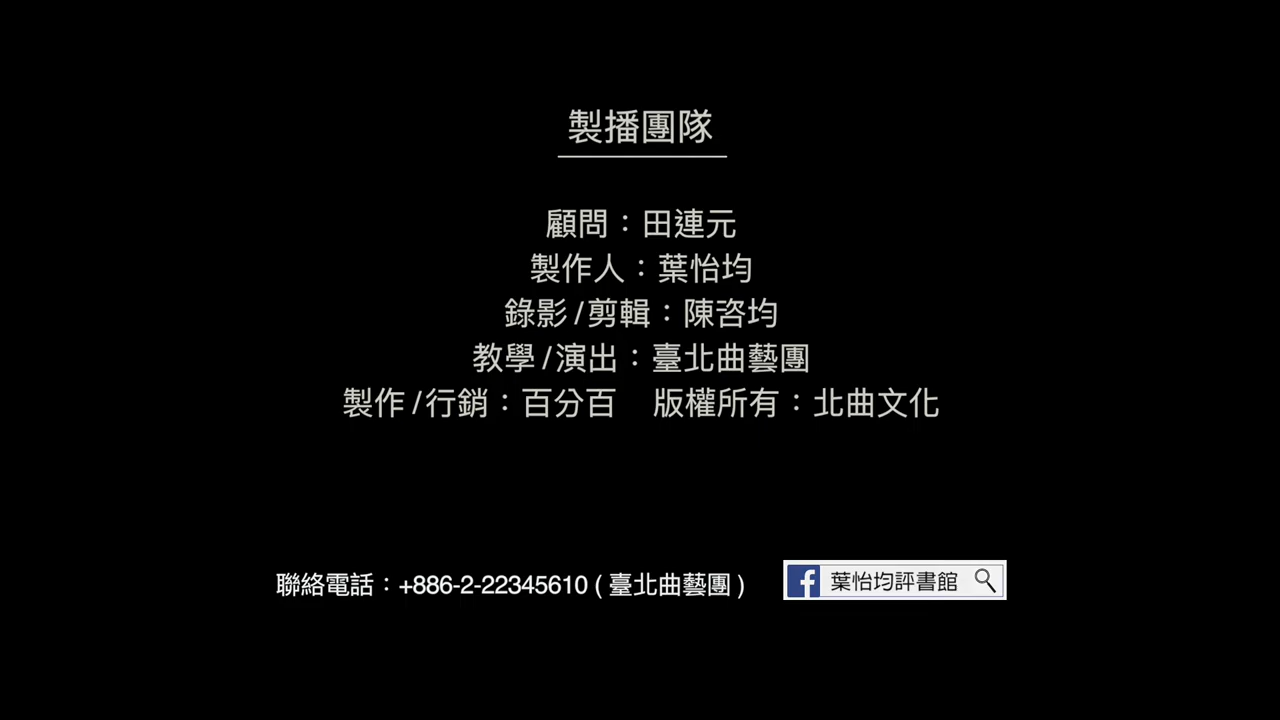 製播團隊
顧問：田連元
製作人：葉怡均
錄影/剪輯：陳咨均
教學/演出：臺北曲藝團
製作/行銷：百分百　版權所有：北曲文化
聯絡電話：+886-2-22345610 ( 臺北曲藝團 )
f 葉怡均評書館